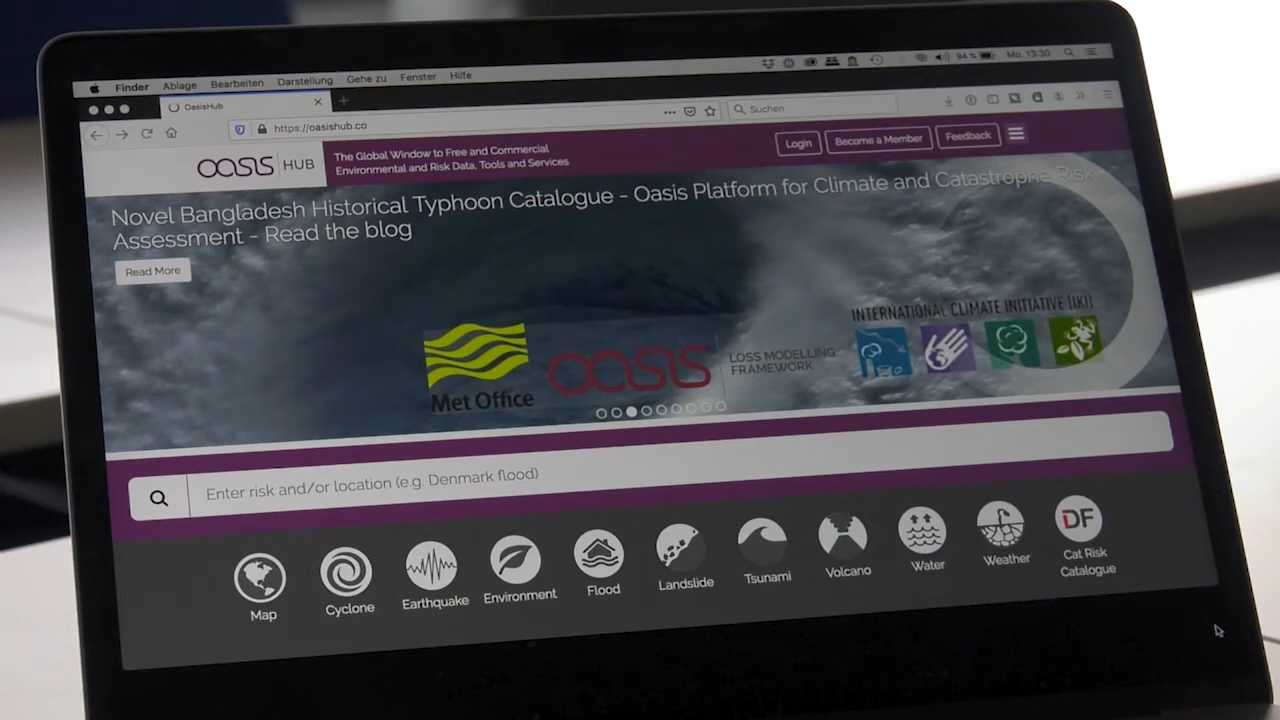 Finder Ablage Bearbeiten Darstellung Gehe zu Fenster Hilfe
94 % Mo. 13:30
OasisHub
https://oasishub.co
Suchen
OASIS HUB
The Global Window to Free and Commercial
Environmental and Risk Data, Tools and Services
Login Become a Member Feedback
Novel Bangladesh Historical Typhoon Catalogue - Oasis Platform for Climate and Catastrophe Risk
Assessment - Read the blog
Read More
INTERNATIONAL CLIMATE INITIATIVE (IKI)
Met Office
OASIS
LOSS MODELLING
FRAMEWORK
Enter risk and/or location (e.g. Denmark flood)
Map Cyclone Earthquake Environment Flood Landslide Tsunami Volcano Water Weather
DF
Cat Risk
Catalogue